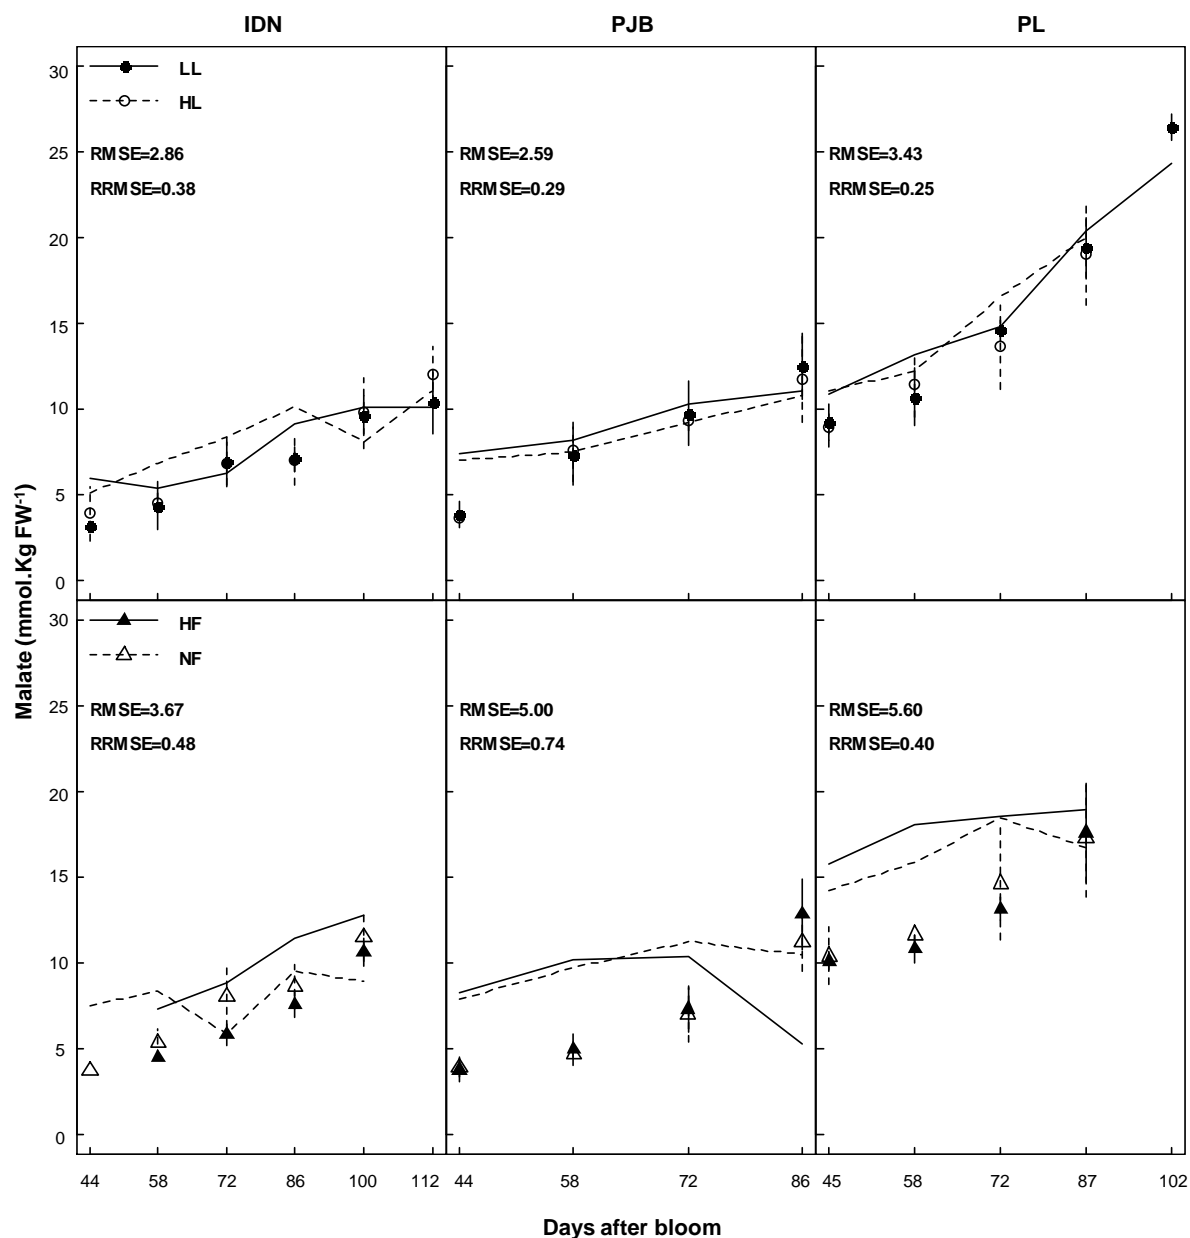 IDN PJB PL
30
LL
HL
25
RMSE=2.86 RMSE=2.59 RMSE=3.43
RRMSE=0.38 RRMSE=0.29 RRMSE=0.25
20
15
10
5
0
Malate (mmol.Kg FW-1)
30
HF
NF
25
RMSE=3.67 RMSE=5.00 RMSE=5.60
RRMSE=0.48 RRMSE=0.74 RRMSE=0.40
20
15
10
5
0
44 58 72 86 100 112 44 58 72 86 45 58 72 87 102
Days after bloom